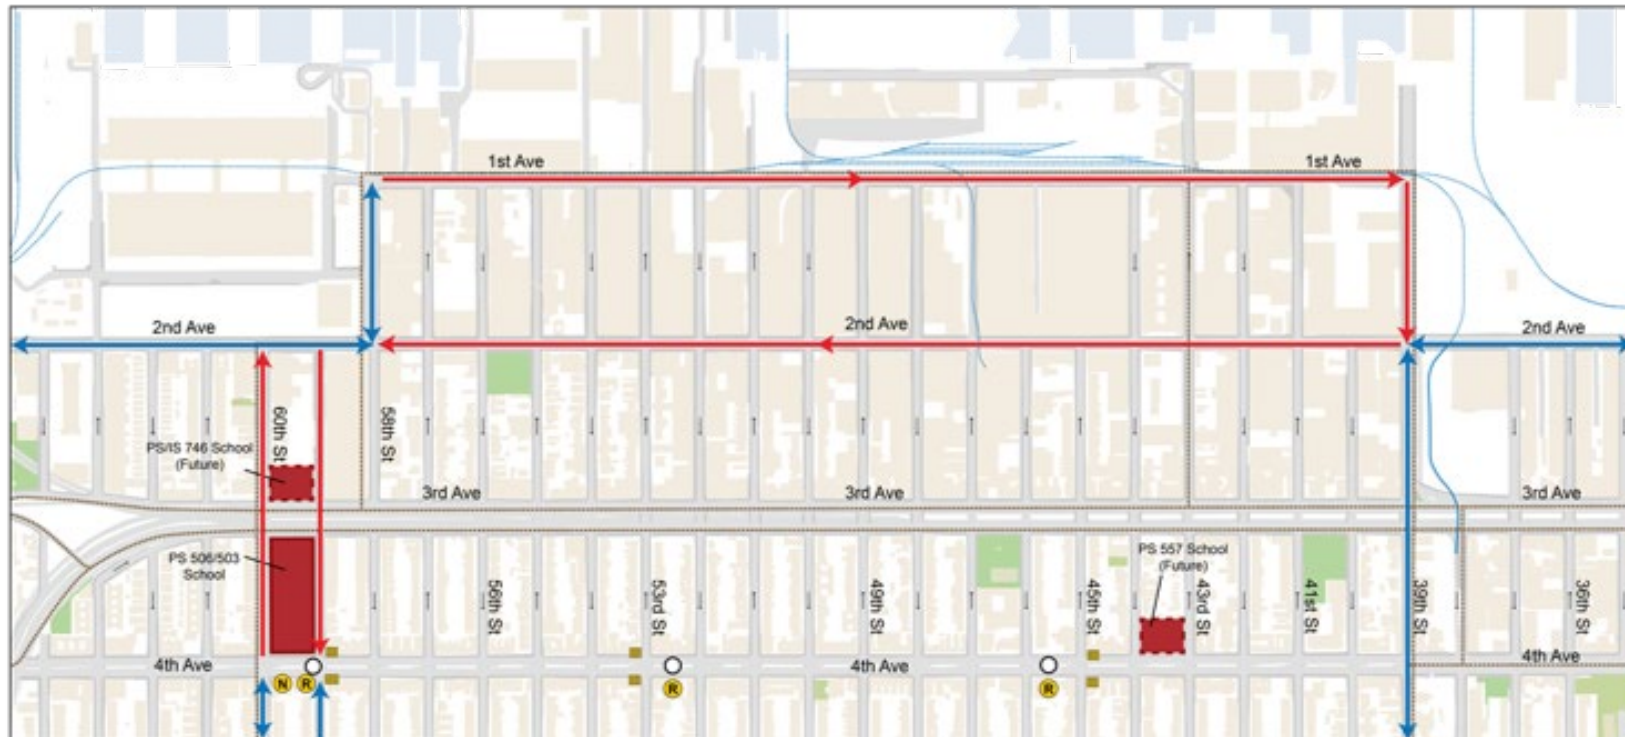 1st Ave
1st Ave
2nd Ave
2nd Ave
2nd Ave
60th St
58th St
PS/IS 746 School
(Future)
3rd Ave
3rd Ave
3rd Ave
PS 506/503
School
PS 557 School
(Future)
56th St
53rd St
49th St
45th St
43rd St
41st St
39th St
36th St
4th Ave
4th Ave
4th Ave
N
R
R
R